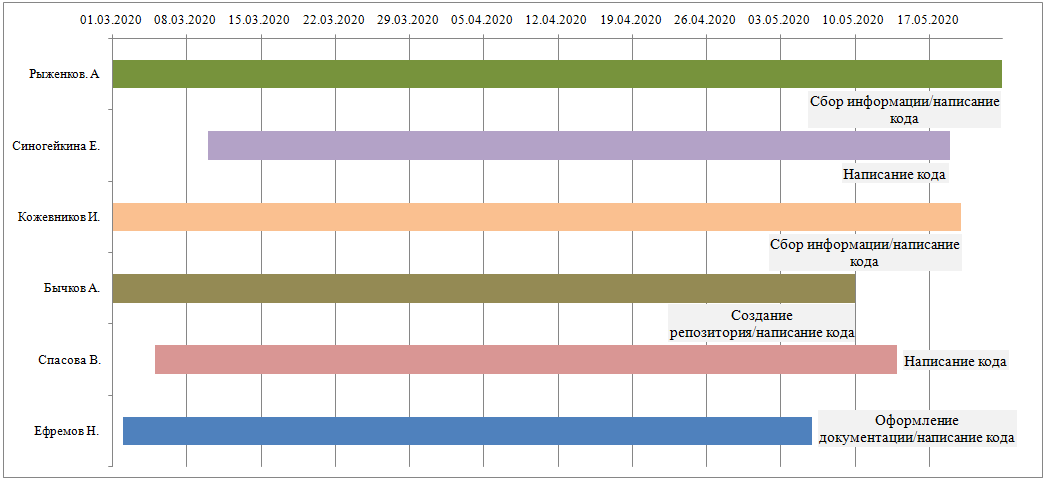 01.03.2020 08.03.2020 15.03.2020 22.03.2020 29.03.2020 05.04.2020 12.04.2020 19.04.2020 26.04.2020 03.05.2020 10.05.2020 17.05.2020
Рыженков. А
Сбор информации/написание
кода
Синогейкина Е.
Написание кода
Кожевников И.
Сбор информации/написание
кода
Бычков А.
Создание
репозитория/написание кода
Спасова В.
Написание кода
Ефремов Н.
Оформление
документации/написание кода